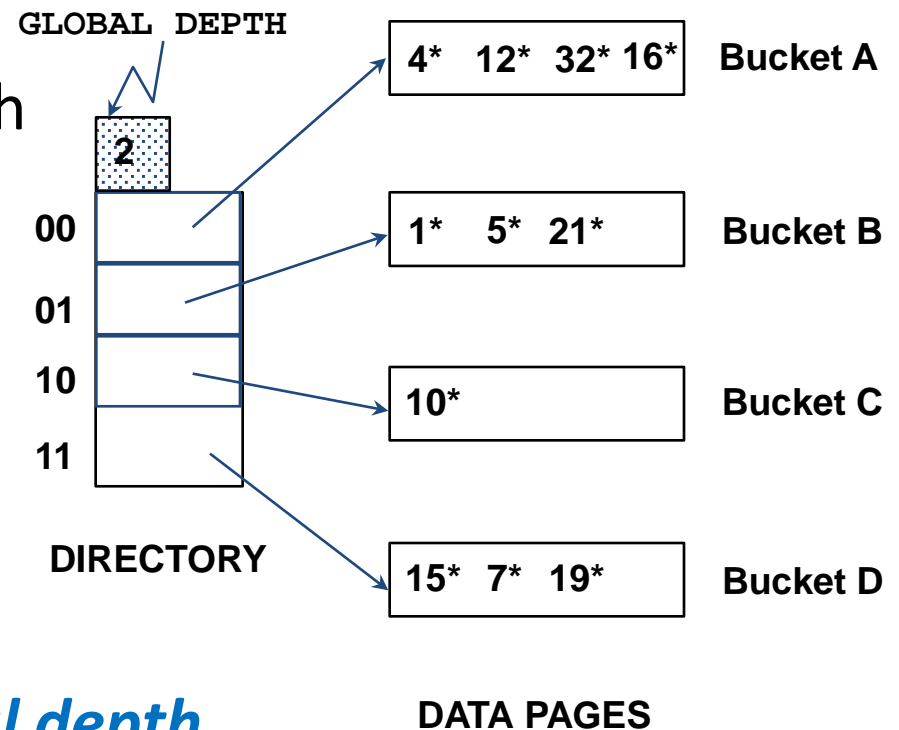 GLOBAL DEPTH
h
2
00
01
10
11
DIRECTORY
4* 12* 32* 16* Bucket A
1* 5* 21* Bucket B
10* Bucket C
15* 7* 19* Bucket D
l depth
DATA PAGES